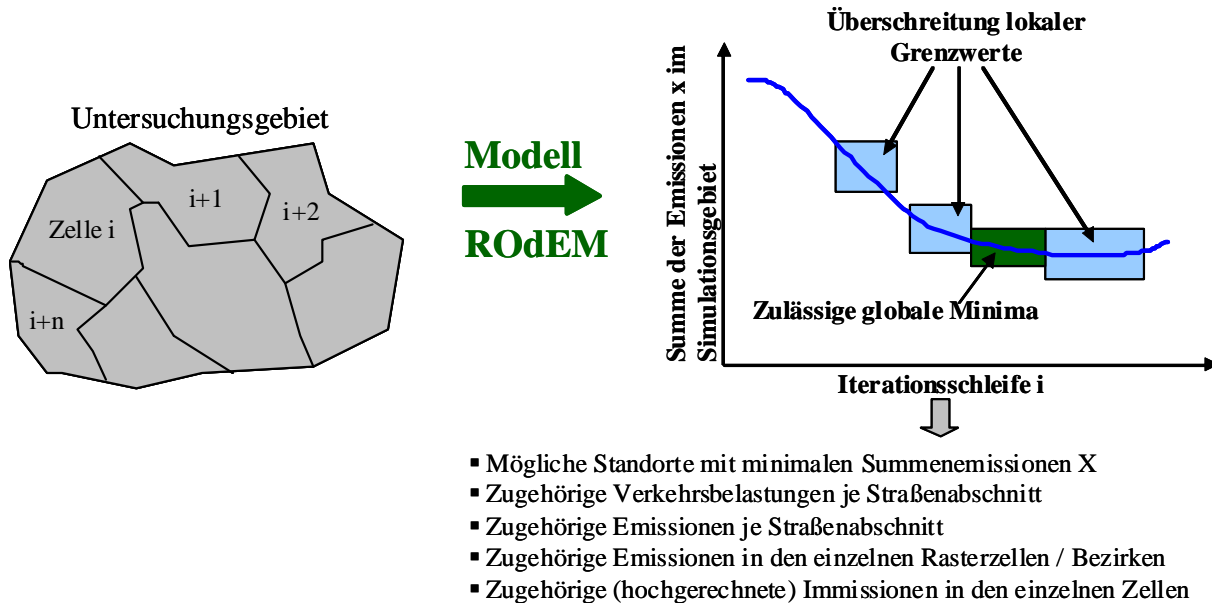 Untersuchungsgebiet
Zelle i
i+1
i+2
i+n
Modell
ROdEM
Überschreitung lokaler
Grenzwerte
Summe der Emissionen x im
Simulationsgebiet
Zulässige globale Minima
Iterationsschleife i
▪ Mögliche Standorte mit minimalen Summenemissionen X
▪ Zugehörige Verkehrsbelastungen je Straßenabschnitt
▪ Zugehörige Emissionen je Straßenabschnitt
▪ Zugehörige Emissionen in den einzelnen Rasterzellen / Bezirken
▪ Zugehörige (hochgerechnete) Immissionen in den einzelnen Zellen